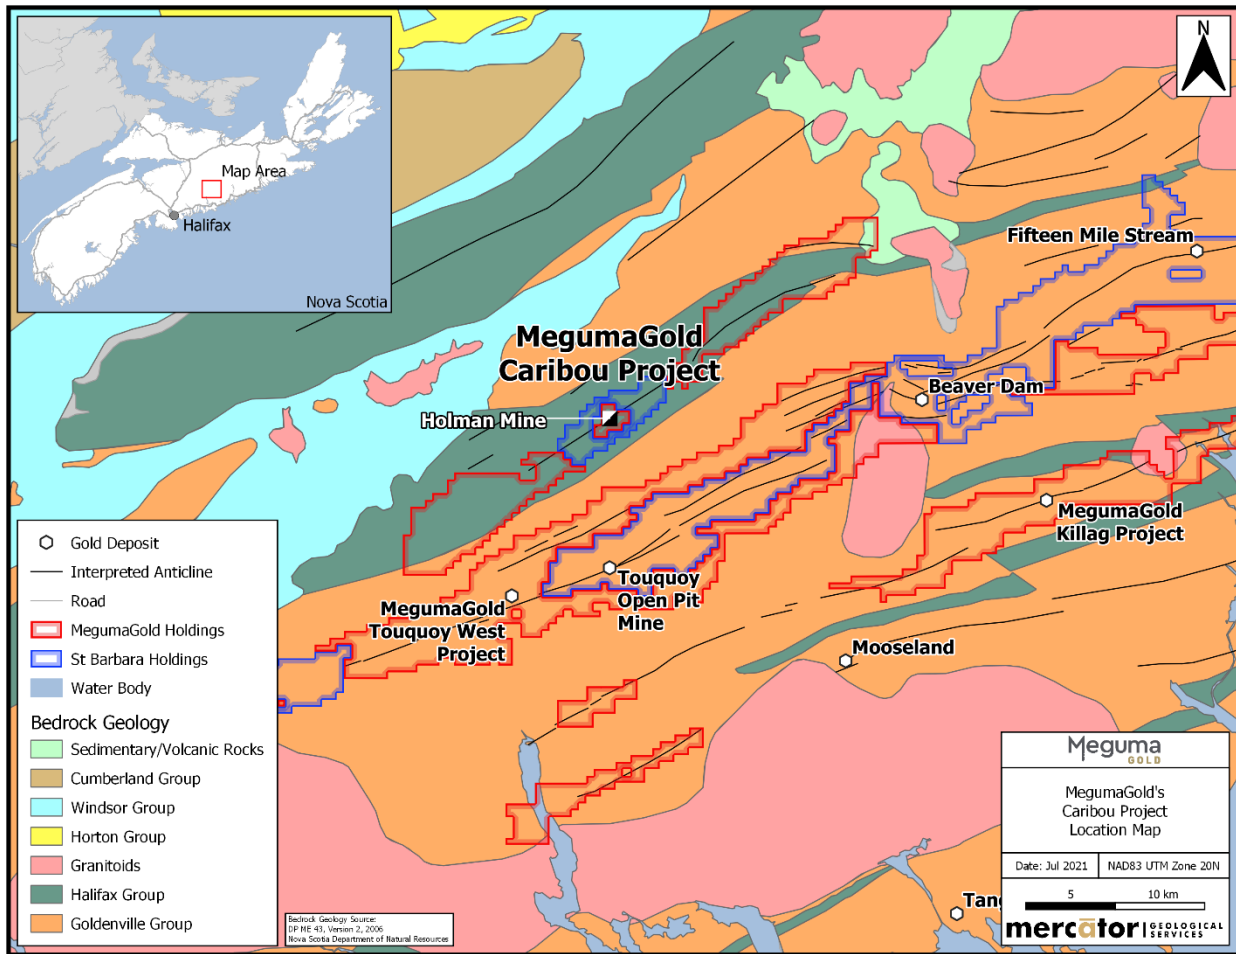 N
Map Area
Halifax
Nova Scotia
Fifteen Mile Stream
MegumaGold
Caribou Project
Beaver Dam
Holman Mine
MegumaGold
Killag Project
Touquoy
Open Pit
Mine
MegumaGold
Touquoy West
Project
Mooseland
Gold Deposit
Interpreted Anticline
Road
MegumaGold Holdings
St Barbara Holdings
Water Body
Bedrock Geology
Sedimentary/Volcanic Rocks
Cumberland Group
Windsor Group
Horton Group
Granitoids
Halifax Group
Goldenville Group
Bedrock Geology Source:
DP ME 43, Version 2, 2006
Nova Scotia Department of Natural Resources
Meguma
GOLD
MegumaGold's
Caribou Project
Location Map
Date: Jul 2021
NAD83 UTM Zone 20N
5 10 km
Tang
mercātor | GEOLOGICAL
SERVICES